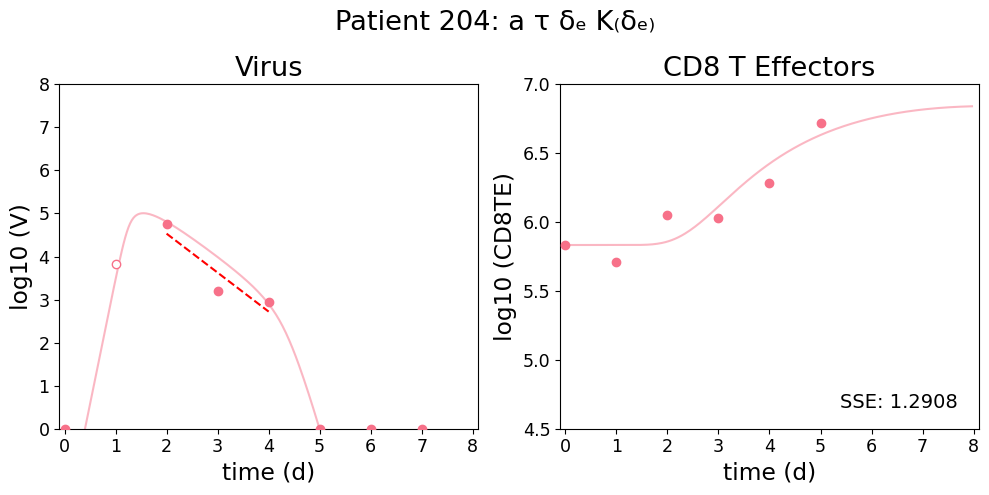 Patient 204: a τ δₑ K₍δₑ₎
Virus
CD8 T Effectors
log10 (V)
8
7
6
5
4
3
2
1
0
0 1 2 3 4 5 6 7 8
time (d)
log10 (CD8TE)
7.0
6.5
6.0
5.5
5.0
4.5
SSE: 1.2908
0 1 2 3 4 5 6 7 8
time (d)